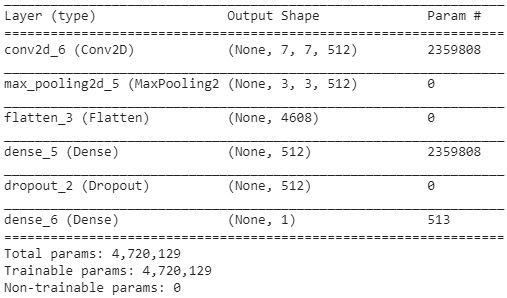 Layer (type) Output Shape Param #
conv2d_6 (Conv2D) (None, 7, 7, 512) 2359808
max_pooling2d_5 (MaxPooling2 (None, 3, 3, 512) 0
flatten_3 (Flatten) (None, 4608) 0
dense_5 (Dense) (None, 512) 2359808
dropout_2 (Dropout) (None, 512) 0
dense_6 (Dense) (None, 1) 513
Total params: 4,720,129
Trainable params: 4,720,129
Non-trainable params: 0